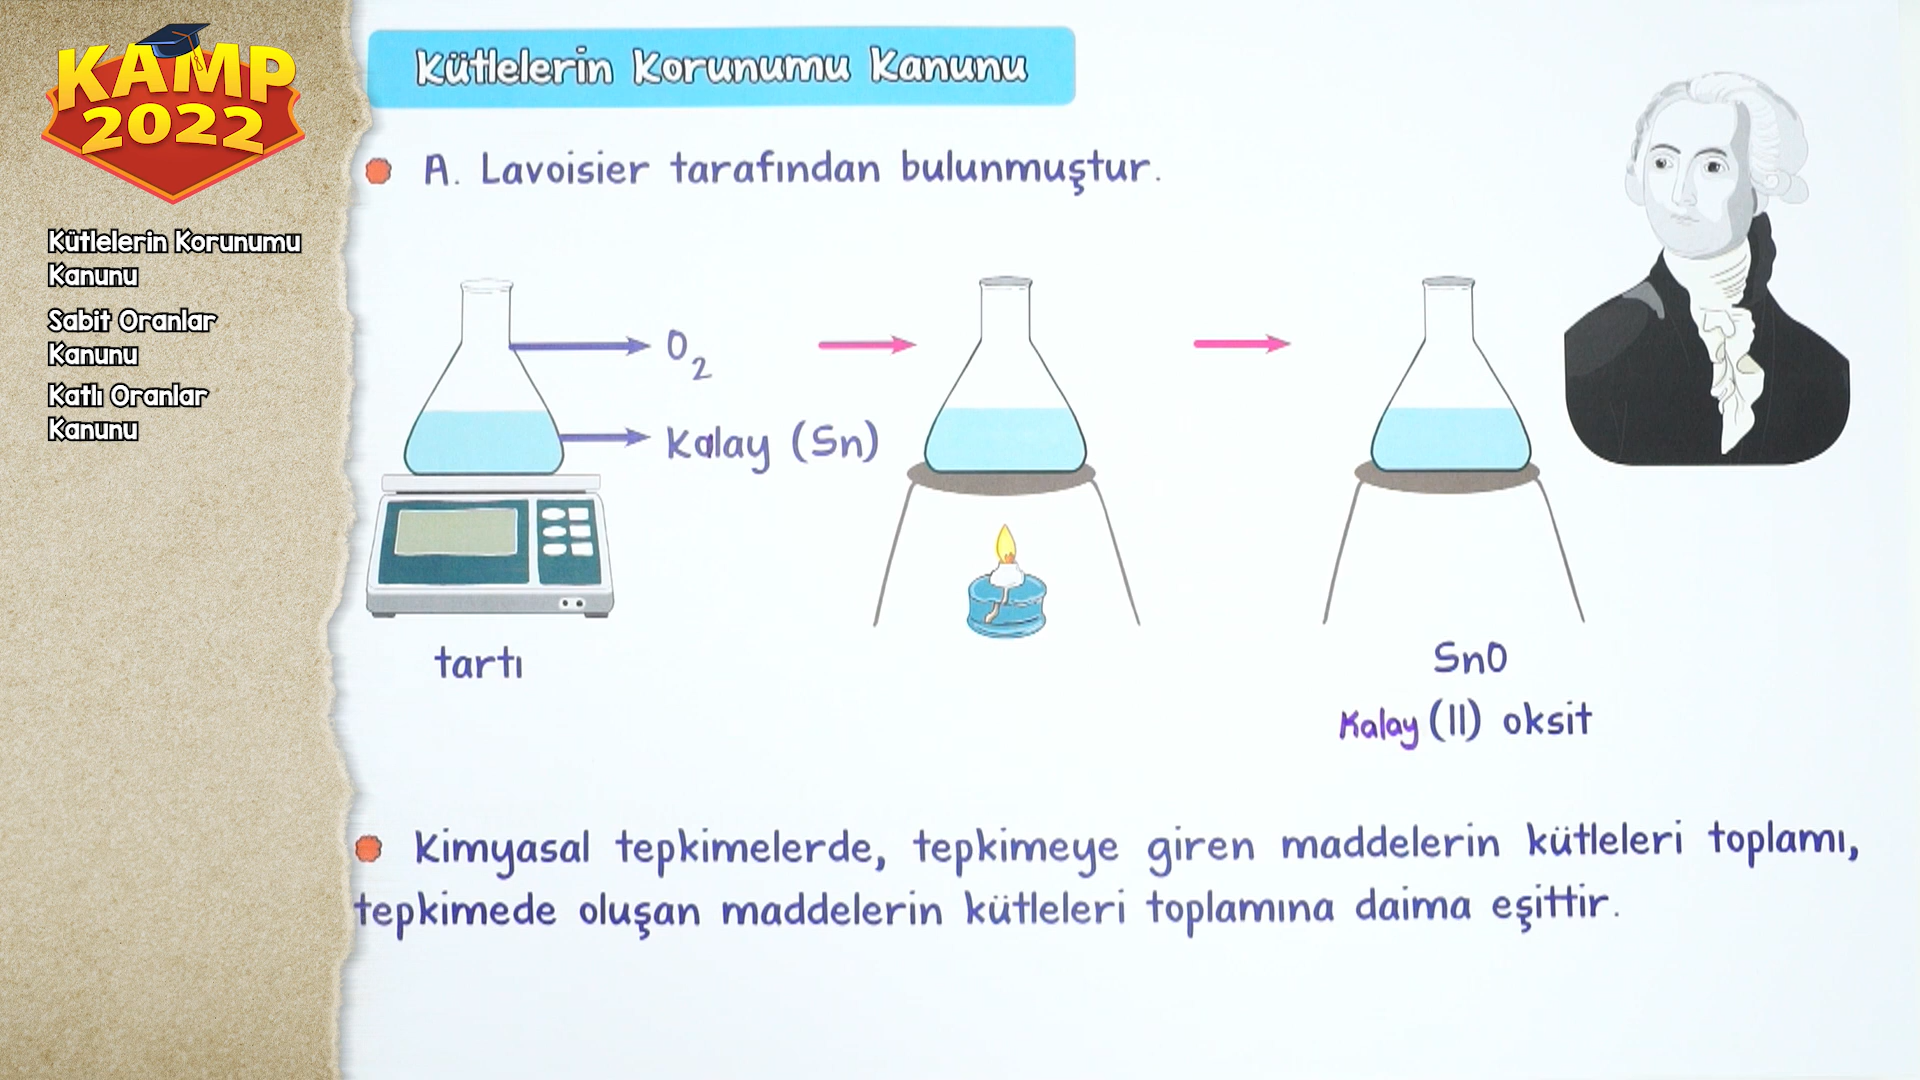 KAMP
2022
Kütlelerin Korunumu
Kanunu
Sabit Oranlar
Kanunu
Katlı Oranlar
Kanunu
Kütlelerin Korunumu Kanunu
A. Lavoisier tarafından bulunmuştur.
O2
Kalay (Sn)
tartı
SnO
Kalay (II) oksit
Kimyasal tepkimelerde, tepkimeye giren maddelerin kütleleri toplamı,
tepkimede oluşan maddelerin kütleleri toplamına daima eşittir.